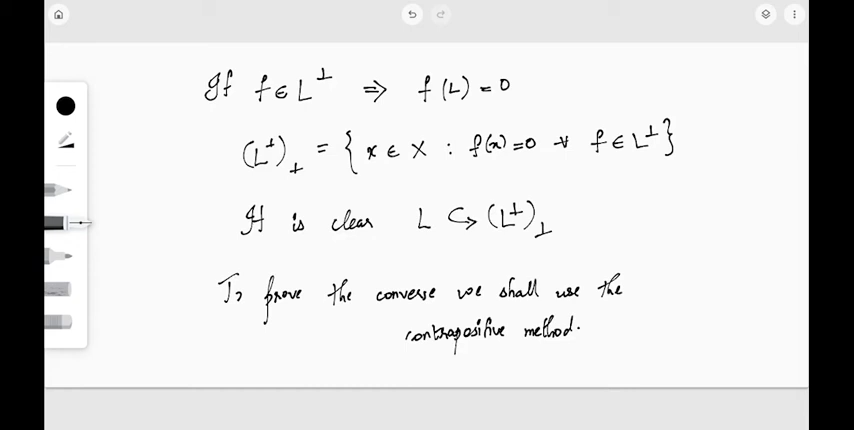 If f ∈ L^⊥ ⇒ f(L) = 0
(L^⊥)_⊥ = { x ∈ X : f(x) = 0 ∀ f ∈ L^⊥ }
It is clear L ↪ (L^⊥)_⊥
To prove the converse we shall use the
contrapositive method.